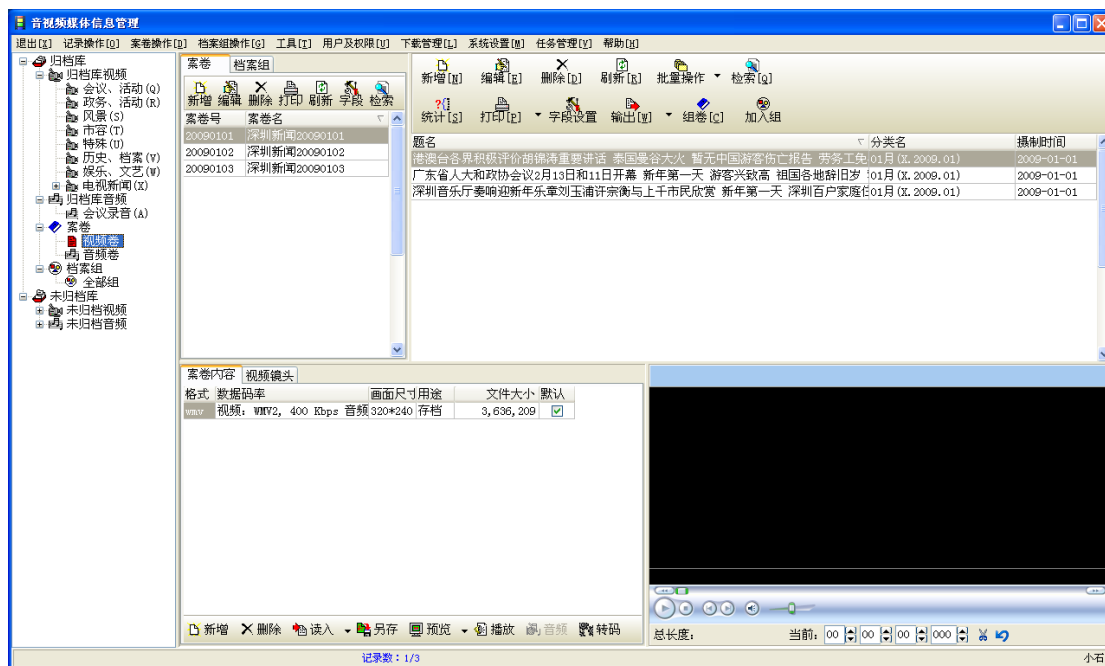 音视频媒体信息管理
退出[X] 记录操作[O] 案卷操作[D] 档案组操作[G] 工具[T] 用户及权限[U] 下载管理[L] 系统设置[M] 任务管理[Y] 帮助[H]
归档库
归档库视频
会议、活动(Q)
政务、活动(R)
风景(S)
市容(T)
特殊(U)
历史、档案(V)
娱乐、文艺(W)
电视新闻(X)
归档库音频
会议录音(A)
案卷
视频卷
音频卷
档案组
全部组
未归档库
未归档视频
未归档音频
案卷 档案组
新增 编辑 删除 打印 刷新 字段 检索
案卷号 案卷名
20090101 深圳新闻20090101
20090102 深圳新闻20090102
20090103 深圳新闻20090103
新增[N] 编辑[E] 删除[D] 刷新[R] 批量操作 检索[Q]
统计[S] 打印[P] 字段设置 输出[W] 组卷[C] 加入组
题名 分类名 摄制时间
港澳台各界积极评价胡锦涛重要讲话 泰国曼谷大火 暂无中国游客伤亡报告 劳务工免 01月(X.2009.01) 2009-01-01
广东省人大和政协会议2月13日和11日开幕 新年第一天 游客兴致高 祖国各地辞旧岁 01月(X.2009.01) 2009-01-01
深圳音乐厅奏响迎新年乐章刘玉浦许宗衡与上千市民欣赏 新年第一天 深圳百户家庭 01月(X.2009.01) 2009-01-01
案卷内容 视频镜头
格式 数据码率 画面尺寸 用途 文件大小 默认
wmv 视频: WMV2, 400 Kbps 音频 320*240 存档 3,636,209
新增 删除 读入 另存 预览 播放 音频 转码
总长度: 当前: 00 00 00 000
记录数: 1/3
小石